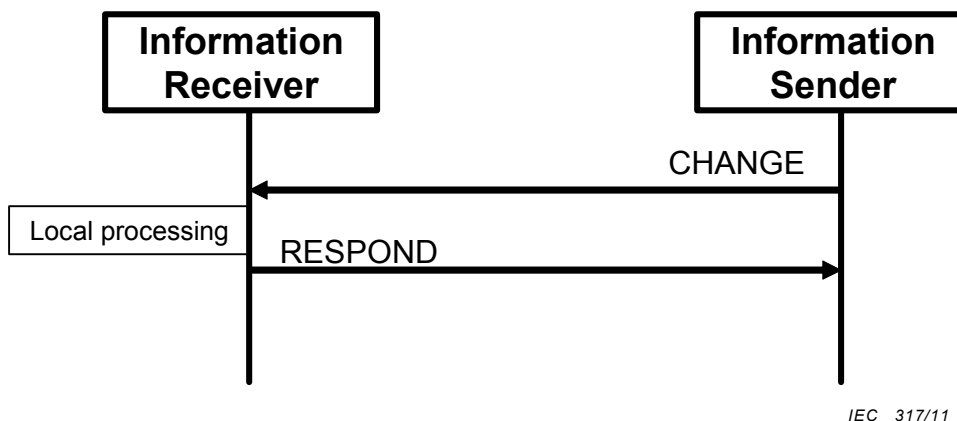 Information
Receiver
Information
Sender
CHANGE
Local processing
RESPOND
IEC 317/11